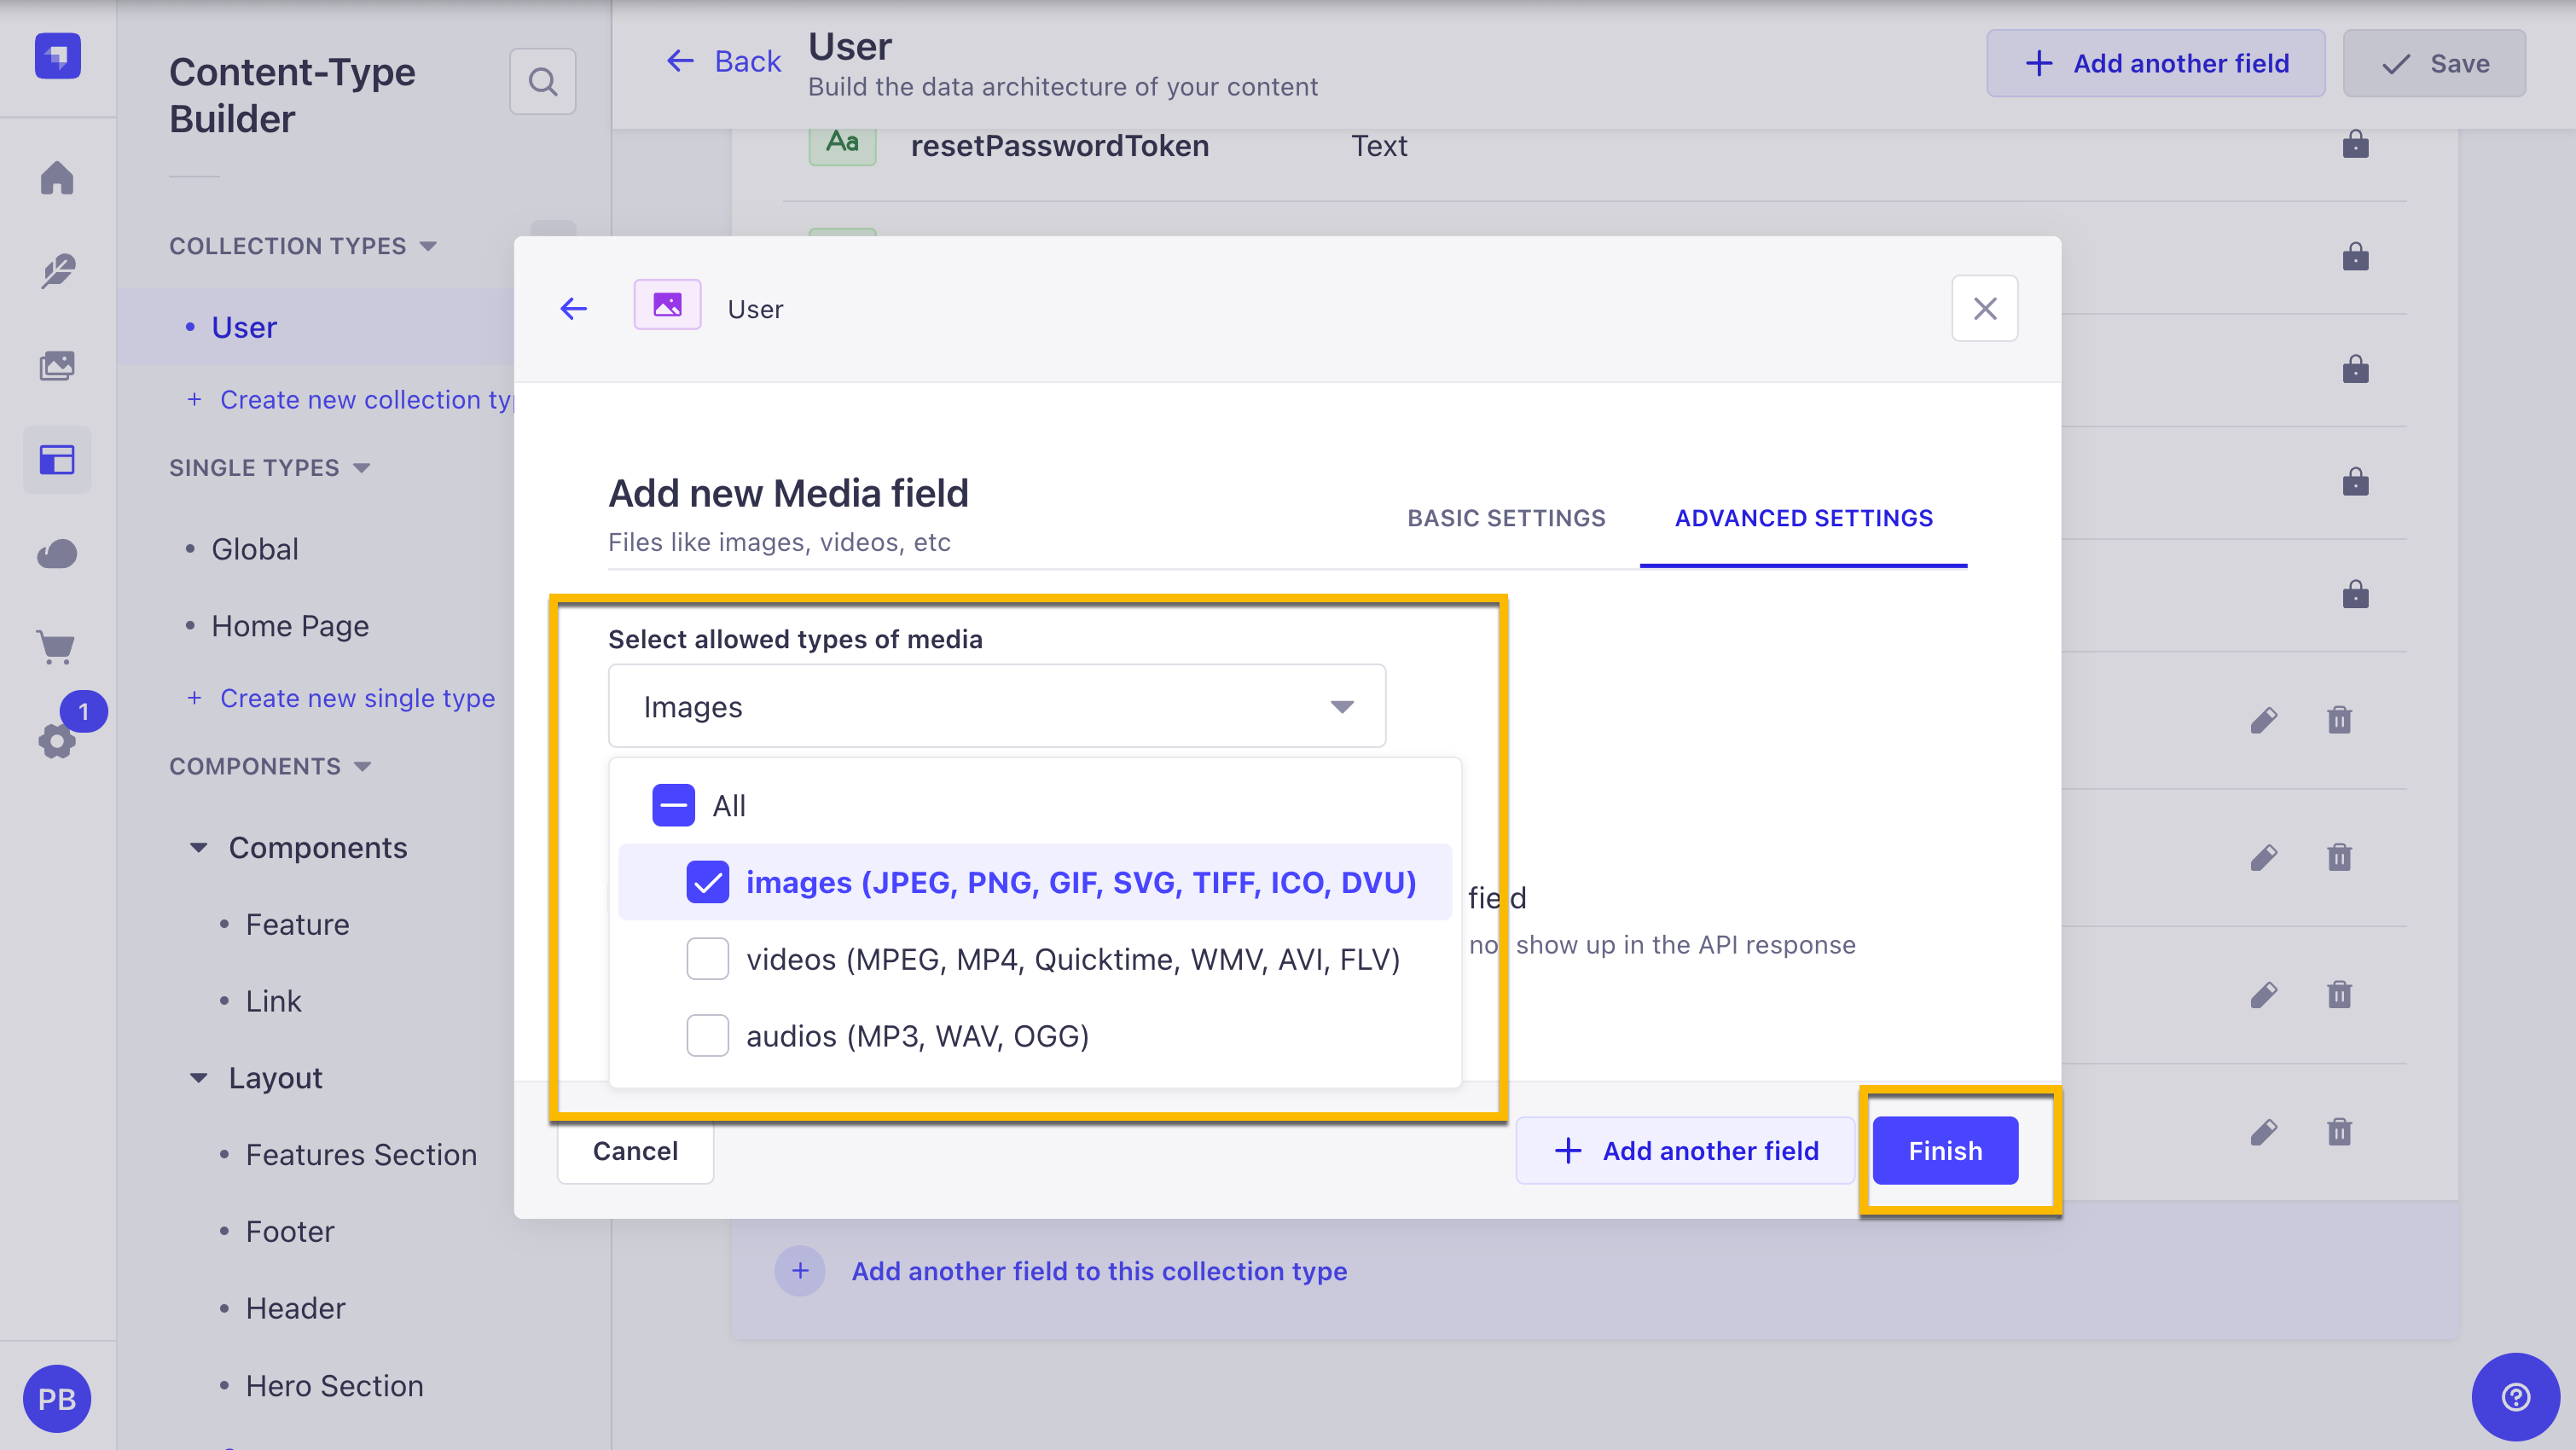 Content-Type
Builder
COLLECTION TYPES
User
+ Create new collection typ
SINGLE TYPES
Global
Home Page
+ Create new single type
1
COMPONENTS
Components
Feature
Link
Layout
Features Section
Footer
Header
Hero Section
PB
Back
User
Build the data architecture of your content
+ Add another field
Save
Aa resetPasswordToken Text
User
Add new Media field
Files like images, videos, etc
BASIC SETTINGS
ADVANCED SETTINGS
Select allowed types of media
Images
All
images (JPEG, PNG, GIF, SVG, TIFF, ICO, DVU)
videos (MPEG, MP4, Quicktime, WMV, AVI, FLV)
audios (MP3, WAV, OGG)
field
show up in the API response
Cancel
+ Add another field
Finish
+ Add another field to this collection type
?